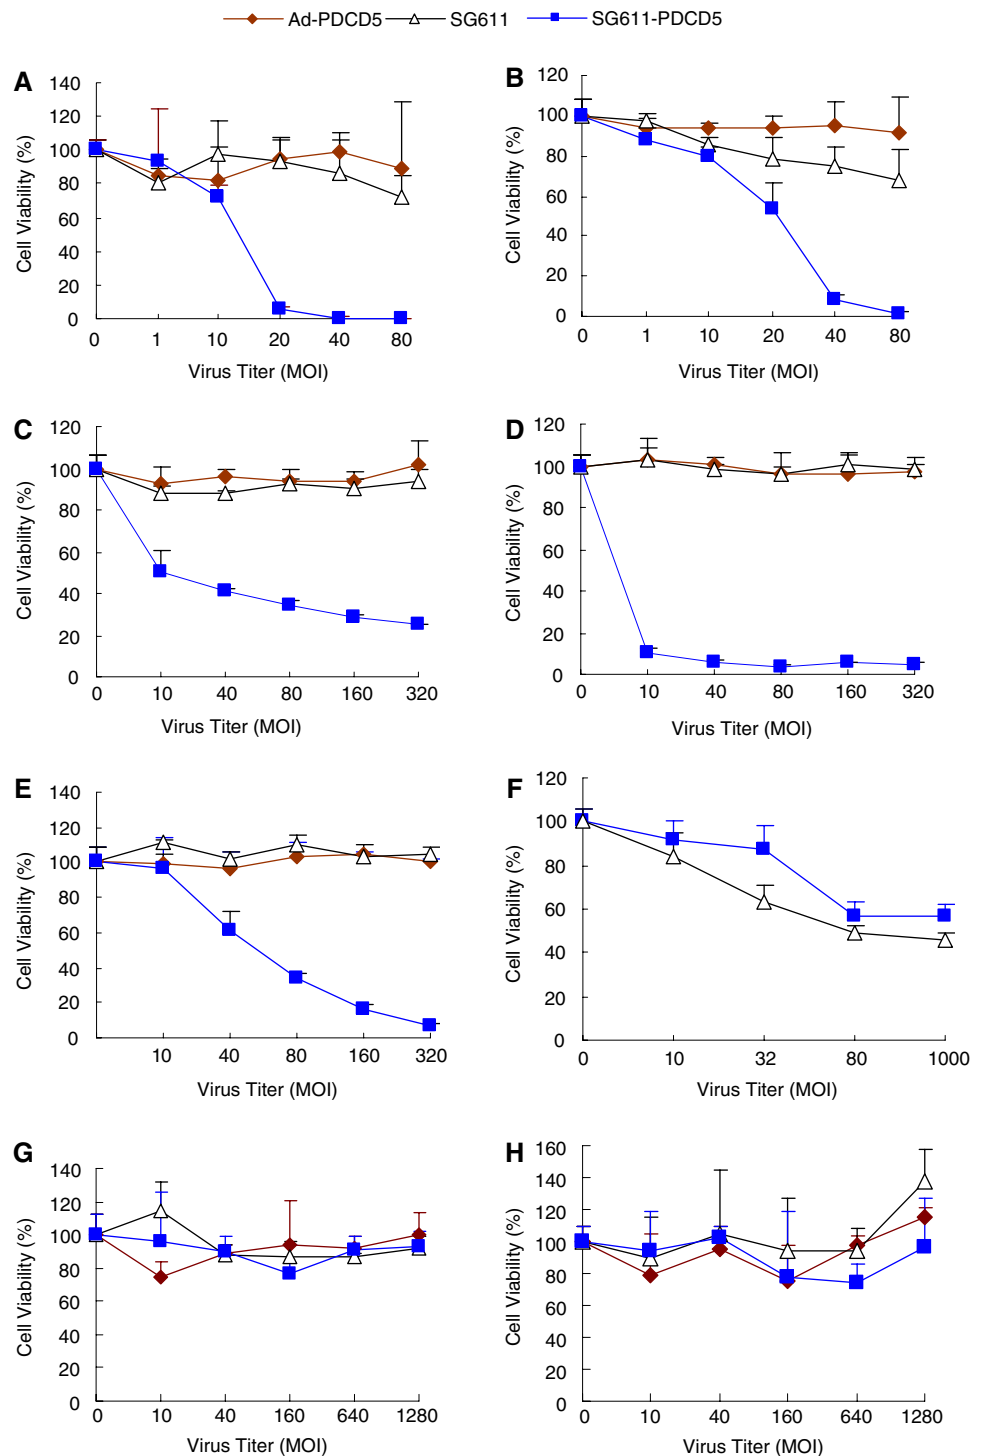 Ad-PDCD5 SG611 SG611-PDCD5
A
140
120
100
80
60
40
20
0
Cell Viability (%)
0 1 10 20 40 80
Virus Titer (MOI)
B
120
100
80
60
40
20
0
Cell Viability (%)
0 1 10 20 40 80
Virus Titer (MOI)
C
120
100
80
60
40
20
0
Cell Viability (%)
0 10 40 80 160 320
Virus Titer (MOI)
D
120
100
80
60
40
20
0
Cell Viability (%)
0 10 40 80 160 320
Virus Titer (MOI)
E
140
120
100
80
60
40
20
0
Cell Viability (%)
10 40 80 160 320
Virus Titer (MOI)
F
120
100
80
60
40
20
0
Cell Viability (%)
0 10 32 80 1000
Virus Titer (MOI)
G
140
120
100
80
60
40
20
0
Cell Viability (%)
0 10 40 160 640 1280
Virus Titer (MOI)
H
160
140
120
100
80
60
40
20
0
Cell Viability (%)
0 10 40 160 640 1280
Virus Titer (MOI)